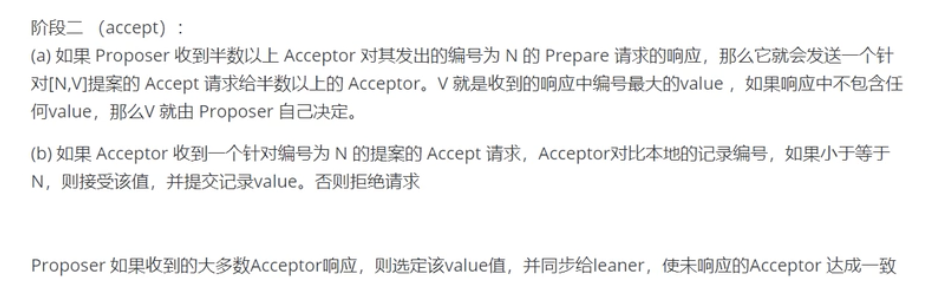 阶段二 （accept）:
(a) 如果 Proposer 收到半数以上 Acceptor 对其发出的编号为 N 的 Prepare 请求的响应，那么它就会发送一个针
对[N,V]提案的 Accept 请求给半数以上的 Acceptor。V 就是收到的响应中编号最大的value ，如果响应中不包含任
何value，那么V 就由 Proposer 自己决定。
(b) 如果 Acceptor 收到一个针对编号为 N 的提案的 Accept 请求，Acceptor对比本地的记录编号，如果小于等于
N，则接受该值，并提交记录value。否则拒绝请求
Proposer 如果收到的大多数Acceptor响应，则选定该value值，并同步给leaner，使未响应的Acceptor 达成一致